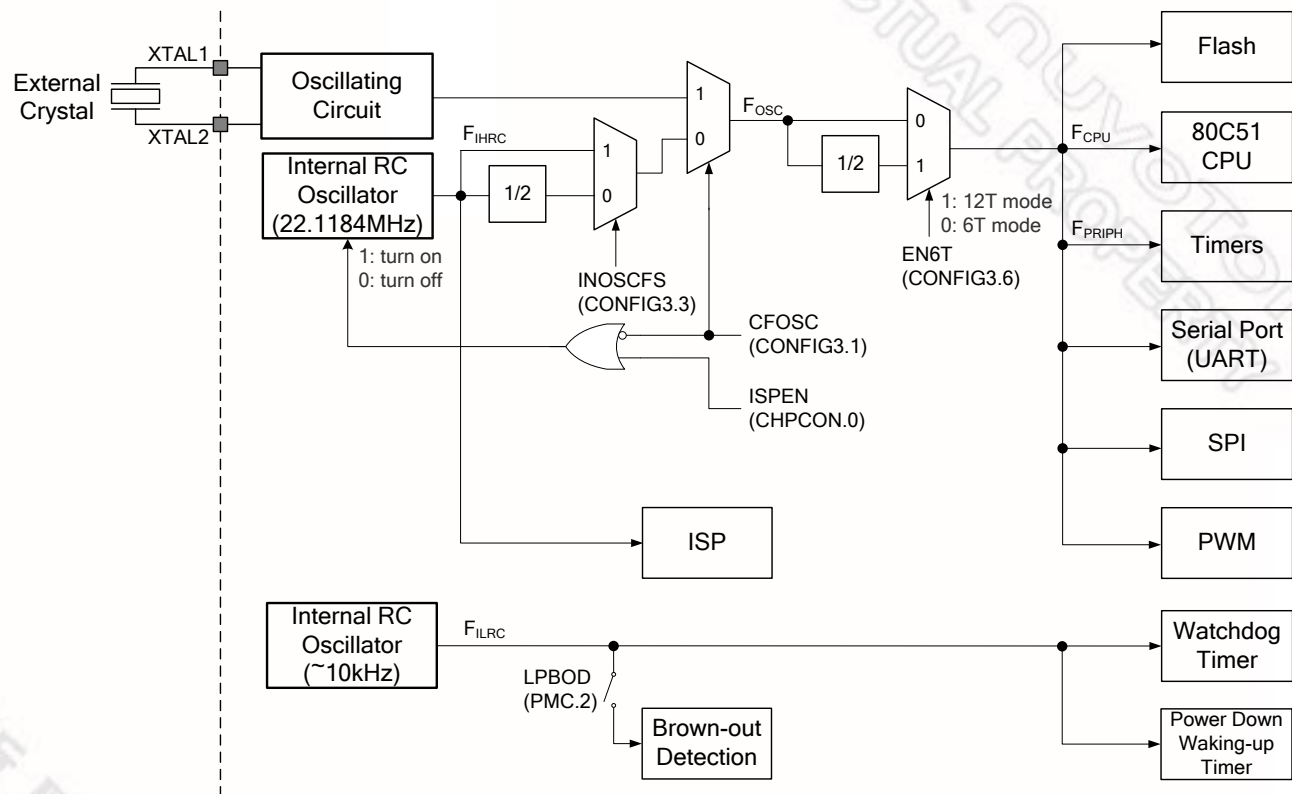 XTAL1
External
Crystal
XTAL2
Oscillating
Circuit
Internal RC
Oscillator
(22.1184MHz)
1: turn on
0: turn off
FIHRC
1/2
1
0
INOSCFS
(CONFIG3.3)
1
0
CFOSC
(CONFIG3.1)
ISPEN
(CHPCON.0)
FOSC
1/2
0
1
1: 12T mode
0: 6T mode
EN6T
(CONFIG3.6)
FCPU
FPRIPH
Flash
80C51
CPU
Timers
Serial Port
(UART)
SPI
PWM
ISP
Internal RC
Oscillator
(~10kHz)
FILRC
LPBOD
(PMC.2)
Brown-out
Detection
Watchdog
Timer
Power Down
Waking-up
Timer
NUVOTON
PROPERTY